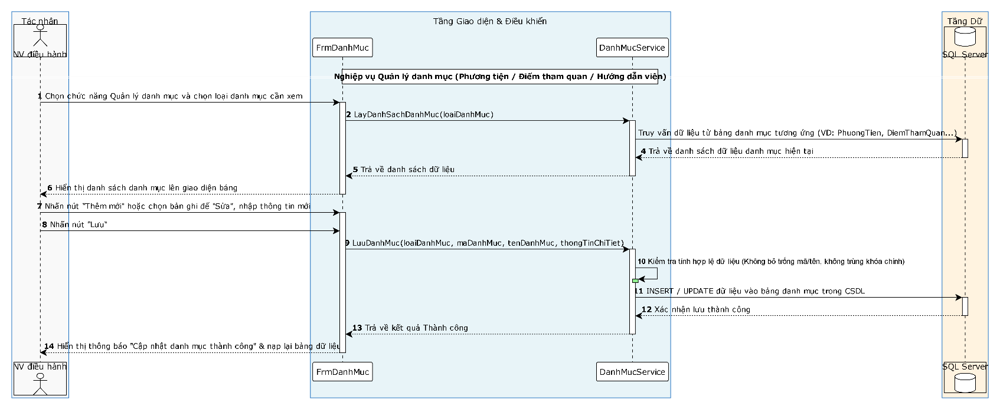 Tác nhân
Tầng Giao diện & Điều khiển
Tầng Dữ
NV điều hành
FrmDanhMuc
DanhMucService
SQL Server
Nghiệp vụ Quản lý danh mục (Phương tiện / Điểm tham quan / Hướng dẫn viên)
1 Chọn chức năng Quản lý danh mục và chọn loại danh mục cần xem
2 LayDanhSachDanhMuc(loaiDanhMuc)
Truy vấn dữ liệu từ bảng danh mục tương ứng (VD: PhuongTien, DiemThamQuan...)
4 Trả về danh sách dữ liệu danh mục hiện tại
5 Trả về danh sách dữ liệu
6 Hiển thị danh sách danh mục lên giao diện bảng
7 Nhấn nút "Thêm mới" hoặc chọn bản ghi để "Sửa", nhập thông tin mới
8 Nhấn nút "Lưu"
9 LuuDanhMuc(loaiDanhMuc, maDanhMuc, tenDanhMuc, thongTinChiTiet)
10 Kiểm tra tính hợp lệ dữ liệu (Không bỏ trống mã/tên, không trùng khóa chính)
11 INSERT / UPDATE dữ liệu vào bảng danh mục trong CSDL
12 Xác nhận lưu thành công
13 Trả về kết quả Thành công
14 Hiển thị thông báo "Cập nhật danh mục thành công" & nạp lại bảng dữ liệu
NV điều hành
FrmDanhMuc
DanhMucService
SQL Server